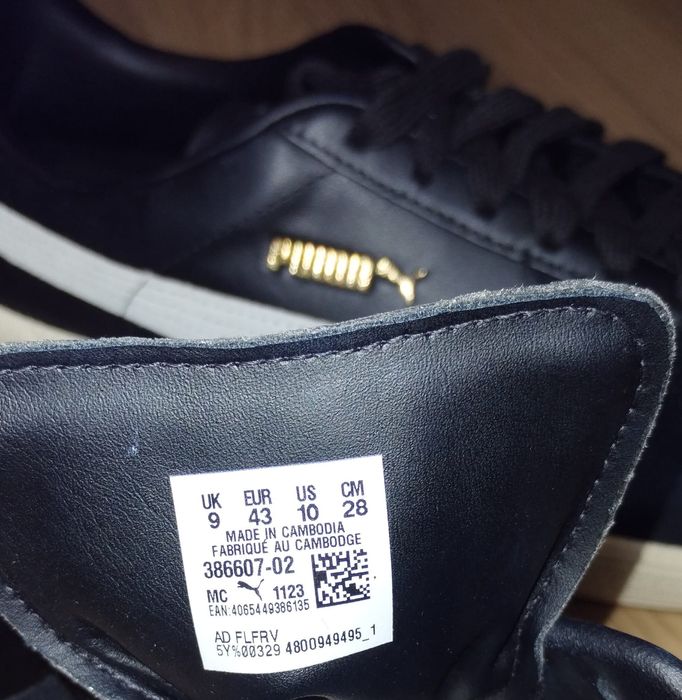 PUMA
UK EUR US CM
9 43 10 28
MADE IN CAMBODIA
FABRIQUÉ AU CAMBODGE
386607-02
MC 1123
EAN:4065449386135
AD FLFRV
5Y%00329 4800949495_1